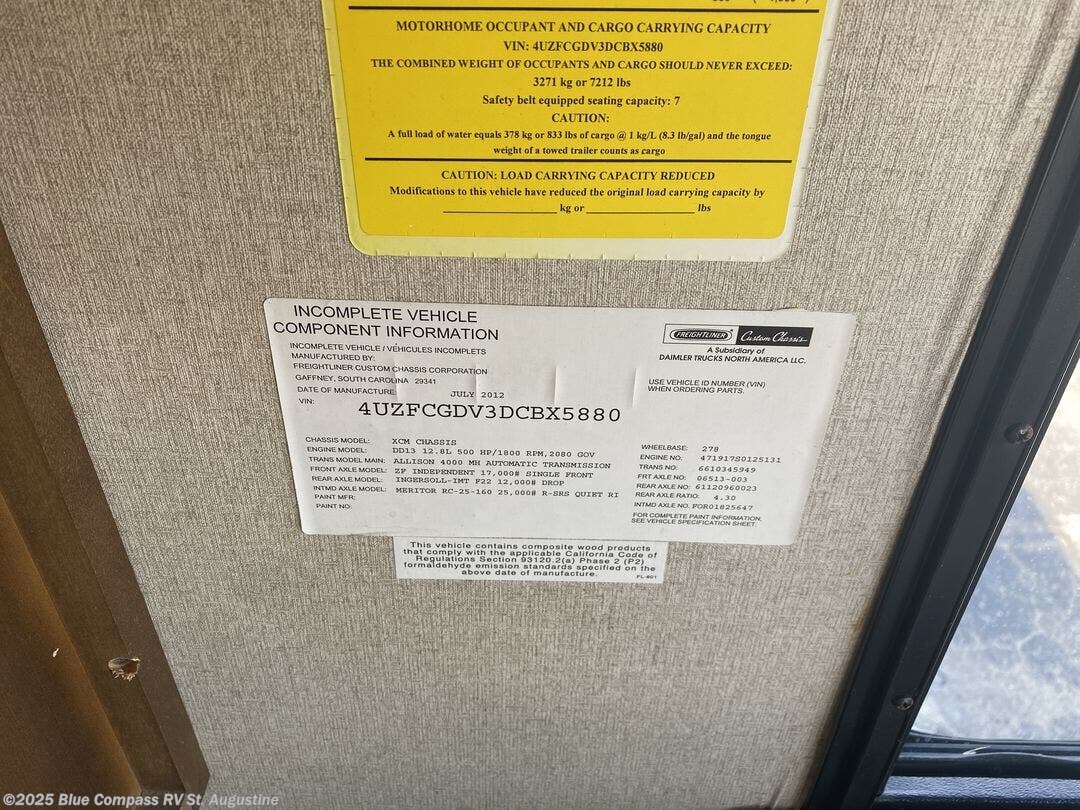 MOTORHOME OCCUPANT AND CARGO CARRYING CAPACITY
VIN: 4UZFCGDV3DCBX5880
THE COMBINED WEIGHT OF OCCUPANTS AND CARGO SHOULD NEVER EXCEED:
3271 kg or 7212 lbs
Safety belt equipped seating capacity: 7
CAUTION:
A full load of water equals 378 kg or 833 lbs of cargo @ 1 kg/L (8.3 lb/gal) and the tongue
weight of a towed trailer counts as cargo
CAUTION: LOAD CARRYING CAPACITY REDUCED
Modifications to this vehicle have reduced the original load carrying capacity by
____________________ kg or ___________________ lbs
INCOMPLETE VEHICLE
COMPONENT INFORMATION
INCOMPLETE VEHICLE / VÉHICULES INCOMPLETS
MANUFACTURED BY:
FREIGHTLINER CUSTOM CHASSIS CORPORATION
GAFFNEY, SOUTH CAROLINA 29341
DATE OF MANUFACTURE: JULY 2012
VIN: 4UZFCGDV3DCBX5880
FREIGHTLINER Custom Chassis
A Subsidiary of
DAIMLER TRUCKS NORTH AMERICA LLC.
USE VEHICLE ID NUMBER (VIN)
WHEN ORDERING PARTS.
CHASSIS MODEL: XCM CHASSIS
ENGINE MODEL: DD13 12.8L 500 HP/1800 RPM,2080 GOV
TRANS MODEL MAIN: ALLISON 4000 MH AUTOMATIC TRANSMISSION
FRONT AXLE MODEL: ZF INDEPENDENT 17,000# SINGLE FRONT
REAR AXLE MODEL: INGERSOLL-IMT F22 12,000# DROP
INTMD AXLE MODEL: MERITOR RC-25-160 25,000# R-SRS QUIET RI
PAINT MFR:
PAINT NO:
WHEELBASE: 278
ENGINE NO: 471917S0125131
TRANS NO: 6610345949
FRT AXLE NO: 06513-003
REAR AXLE NO: 61120960023
REAR AXLE RATIO: 4.30
INTMD AXLE NO. FOR01825647
FOR COMPLETE PAINT INFORMATION,
SEE VEHICLE SPECIFICATION SHEET.
This vehicle contains composite wood products
that comply with the applicable California Code of
Regulations Section 93120.2(a) Phase 2 (P2)
formaldehyde emission standards specified on the
above date of manufacture.
FL-801
©2025 Blue Compass RV St. Augustine